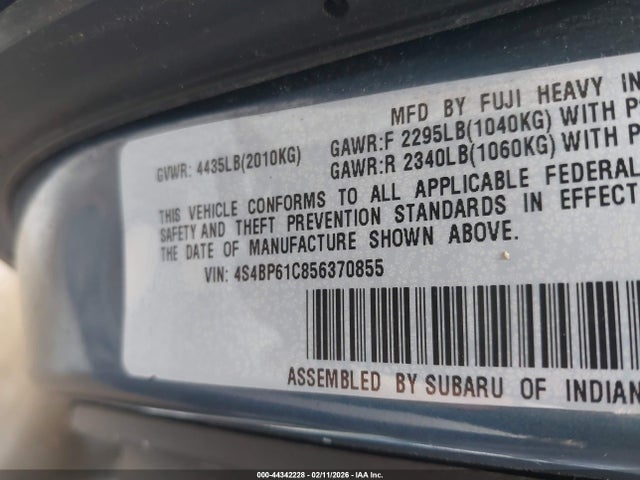 MFD BY FUJI HEAVY IN
GVWR: 4435LB(2010KG) GAWR:F 2295LB(1040KG) WITH P
GAWR:R 2340LB(1060KG) WITH P
THIS VEHICLE CONFORMS TO ALL APPLICABLE FEDERAL
SAFETY AND THEFT PREVENTION STANDARDS IN EFFECT
THE DATE OF MANUFACTURE SHOWN ABOVE.
VIN: 4S4BP61C856370855
ASSEMBLED BY SUBARU OF INDIAN
000-44342228 - 02/11/2026 - IAA Inc.